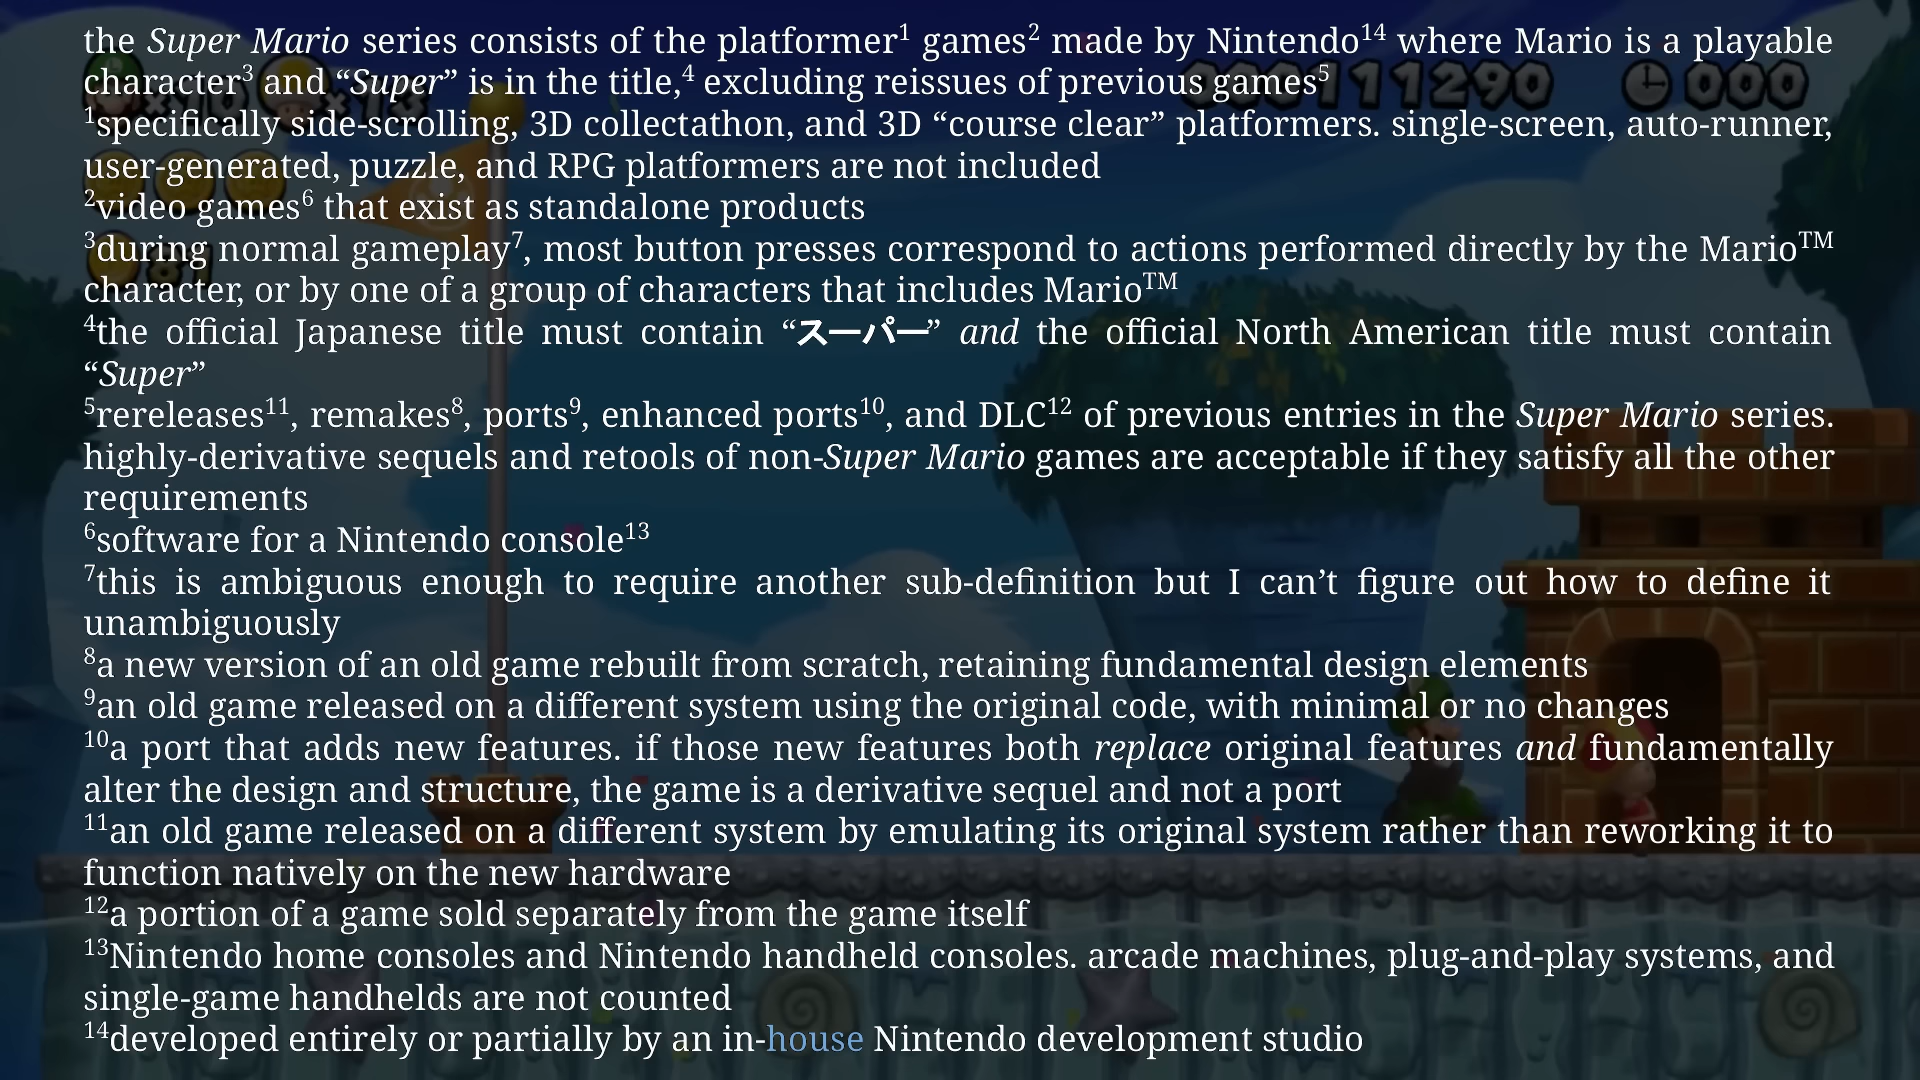 the Super Mario series consists of the platformer¹ games² made by Nintendo¹⁴ where Mario is a playable
character³ and “Super” is in the title,⁴ excluding reissues of previous games⁵
¹specifically side-scrolling, 3D collectathon, and 3D “course clear” platformers. single-screen, auto-runner,
user-generated, puzzle, and RPG platformers are not included
²video games⁶ that exist as standalone products
³during normal gameplay⁷, most button presses correspond to actions performed directly by the Mario™
character, or by one of a group of characters that includes Mario™
⁴the official Japanese title must contain “スーパー” and the official North American title must contain
“Super”
⁵rereleases¹¹, remakes⁸, ports⁹, enhanced ports¹⁰, and DLC¹² of previous entries in the Super Mario series.
highly-derivative sequels and retools of non-Super Mario games are acceptable if they satisfy all the other
requirements
⁶software for a Nintendo console¹³
⁷this is ambiguous enough to require another sub-definition but I can’t figure out how to define it
unambiguously
⁸a new version of an old game rebuilt from scratch, retaining fundamental design elements
⁹an old game released on a different system using the original code, with minimal or no changes
¹⁰a port that adds new features. if those new features both replace original features and fundamentally
alter the design and structure, the game is a derivative sequel and not a port
¹¹an old game released on a different system by emulating its original system rather than reworking it to
function natively on the new hardware
¹²a portion of a game sold separately from the game itself
¹³Nintendo home consoles and Nintendo handheld consoles. arcade machines, plug-and-play systems, and
single-game handhelds are not counted
¹⁴developed entirely or partially by an in-house Nintendo development studio
000111290 000